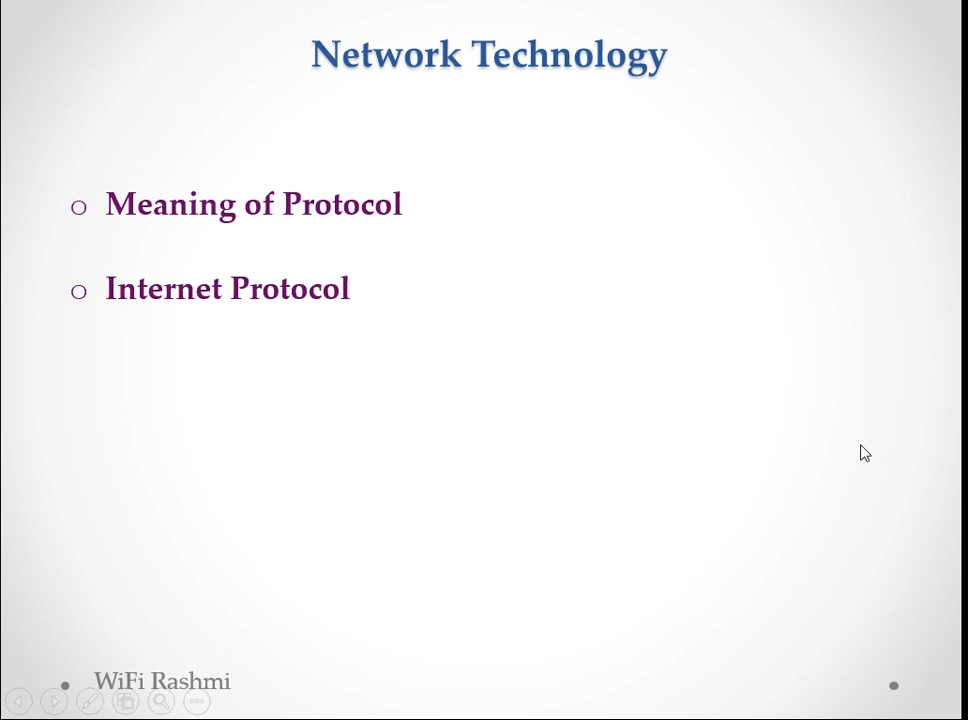 Network Technology
Meaning of Protocol
Internet Protocol
WiFi Rashmi